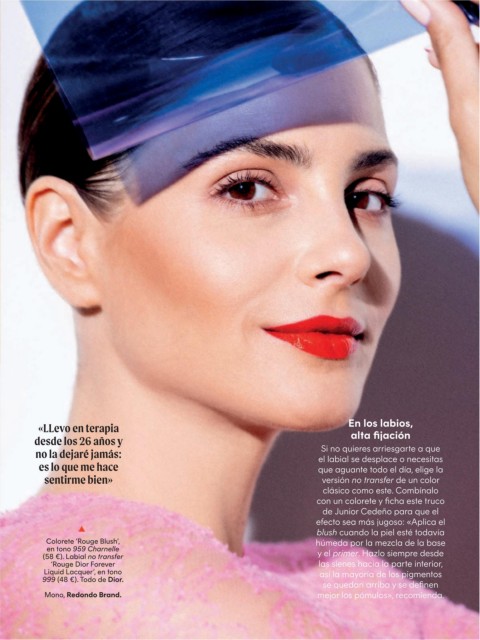 «LLevo en terapia
desde los 26 años y
no la dejaré jamás:
es lo que me hace
sentirme bien»
Colorete 'Rouge Blush',
en tono 959 Charnelle
(58 €). Labial no transfer
'Rouge Dior Forever
Liquid Lacquer', en tono
999 (48 €). Todo de Dior.
Mono, Redondo Brand.
En los labios,
alta fijación
Si no quieres arriesgarte a que
el labial se desplace o necesitas
que aguante todo el día, elige la
versión no transfer de un color
clásico como este. Combínalo
con un colorete y ficha este truco
de Junior Cedeño para que el
efecto sea más jugoso: «Aplica el
blush cuando la piel esté todavía
húmeda por la mezcla de la base
y el primer. Hazlo siempre desde
las sienes hacia la parte inferior,
así la mayoría de los pigmentos
se quedan arriba y se definen
mejor los pómulos», recomienda.